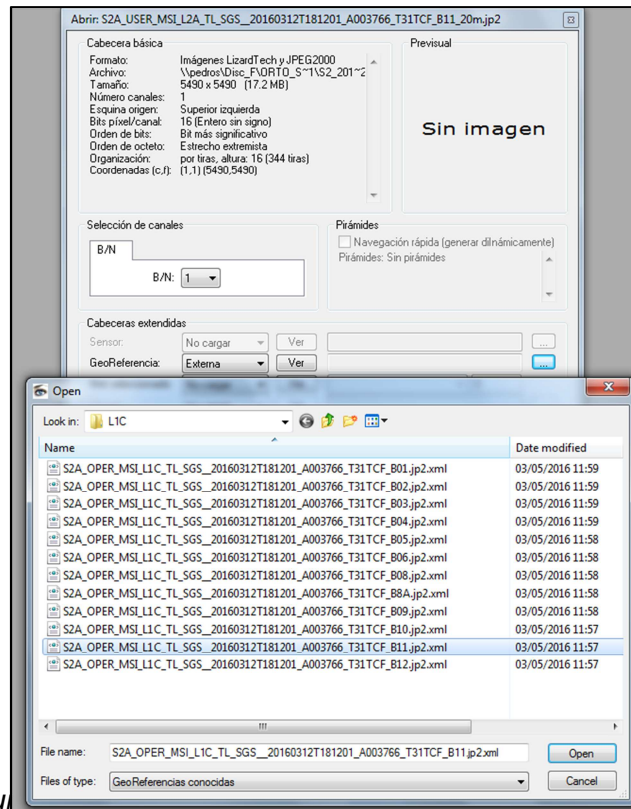 Abrir: S2A_USER_MSI_L2A_TL_SGS__20160312T181201_A003766_T31TCF_B11_20m.jp2
Cabecera básica
Formato: Imágenes LizardTech y JPEG2000
Archivo: \\pedros\Disc_F\ORTO_S~1\S2_201~2
Tamaño: 5490 x 5490 (17.2 MB)
Número canales: 1
Esquina origen: Superior izquierda
Bits píxel/canal: 16 (Entero sin signo)
Orden de bits: Bit más significativo
Orden de octeto: Estrecho extremista
Organización: por tiras, altura: 16 (344 tiras)
Coordenadas (c,f): (1,1) (5490,5490)
Previsual
Sin imagen
Selección de canales
B/N
B/N: 1
Pirámides
Navegación rápida (generar dilnámicamente)
Pirámides: Sin pirámides
Cabeceras extendidas
Sensor: No cargar Ver ...
GeoReferencia: Externa Ver ...
Open
Look in: L1C
Name Date modified
S2A_OPER_MSI_L1C_TL_SGS__20160312T181201_A003766_T31TCF_B01.jp2.xml 03/05/2016 11:59
S2A_OPER_MSI_L1C_TL_SGS__20160312T181201_A003766_T31TCF_B02.jp2.xml 03/05/2016 11:59
S2A_OPER_MSI_L1C_TL_SGS__20160312T181201_A003766_T31TCF_B03.jp2.xml 03/05/2016 11:59
S2A_OPER_MSI_L1C_TL_SGS__20160312T181201_A003766_T31TCF_B04.jp2.xml 03/05/2016 11:59
S2A_OPER_MSI_L1C_TL_SGS__20160312T181201_A003766_T31TCF_B05.jp2.xml 03/05/2016 11:58
S2A_OPER_MSI_L1C_TL_SGS__20160312T181201_A003766_T31TCF_B06.jp2.xml 03/05/2016 11:58
S2A_OPER_MSI_L1C_TL_SGS__20160312T181201_A003766_T31TCF_B08.jp2.xml 03/05/2016 11:58
S2A_OPER_MSI_L1C_TL_SGS__20160312T181201_A003766_T31TCF_B8A.jp2.xml 03/05/2016 11:58
S2A_OPER_MSI_L1C_TL_SGS__20160312T181201_A003766_T31TCF_B09.jp2.xml 03/05/2016 11:58
S2A_OPER_MSI_L1C_TL_SGS__20160312T181201_A003766_T31TCF_B10.jp2.xml 03/05/2016 11:57
S2A_OPER_MSI_L1C_TL_SGS__20160312T181201_A003766_T31TCF_B11.jp2.xml 03/05/2016 11:57
S2A_OPER_MSI_L1C_TL_SGS__20160312T181201_A003766_T31TCF_B12.jp2.xml 03/05/2016 11:57
File name: S2A_OPER_MSI_L1C_TL_SGS__20160312T181201_A003766_T31TCF_B11.jp2.xml Open
Files of type: GeoReferencias conocidas Cancel